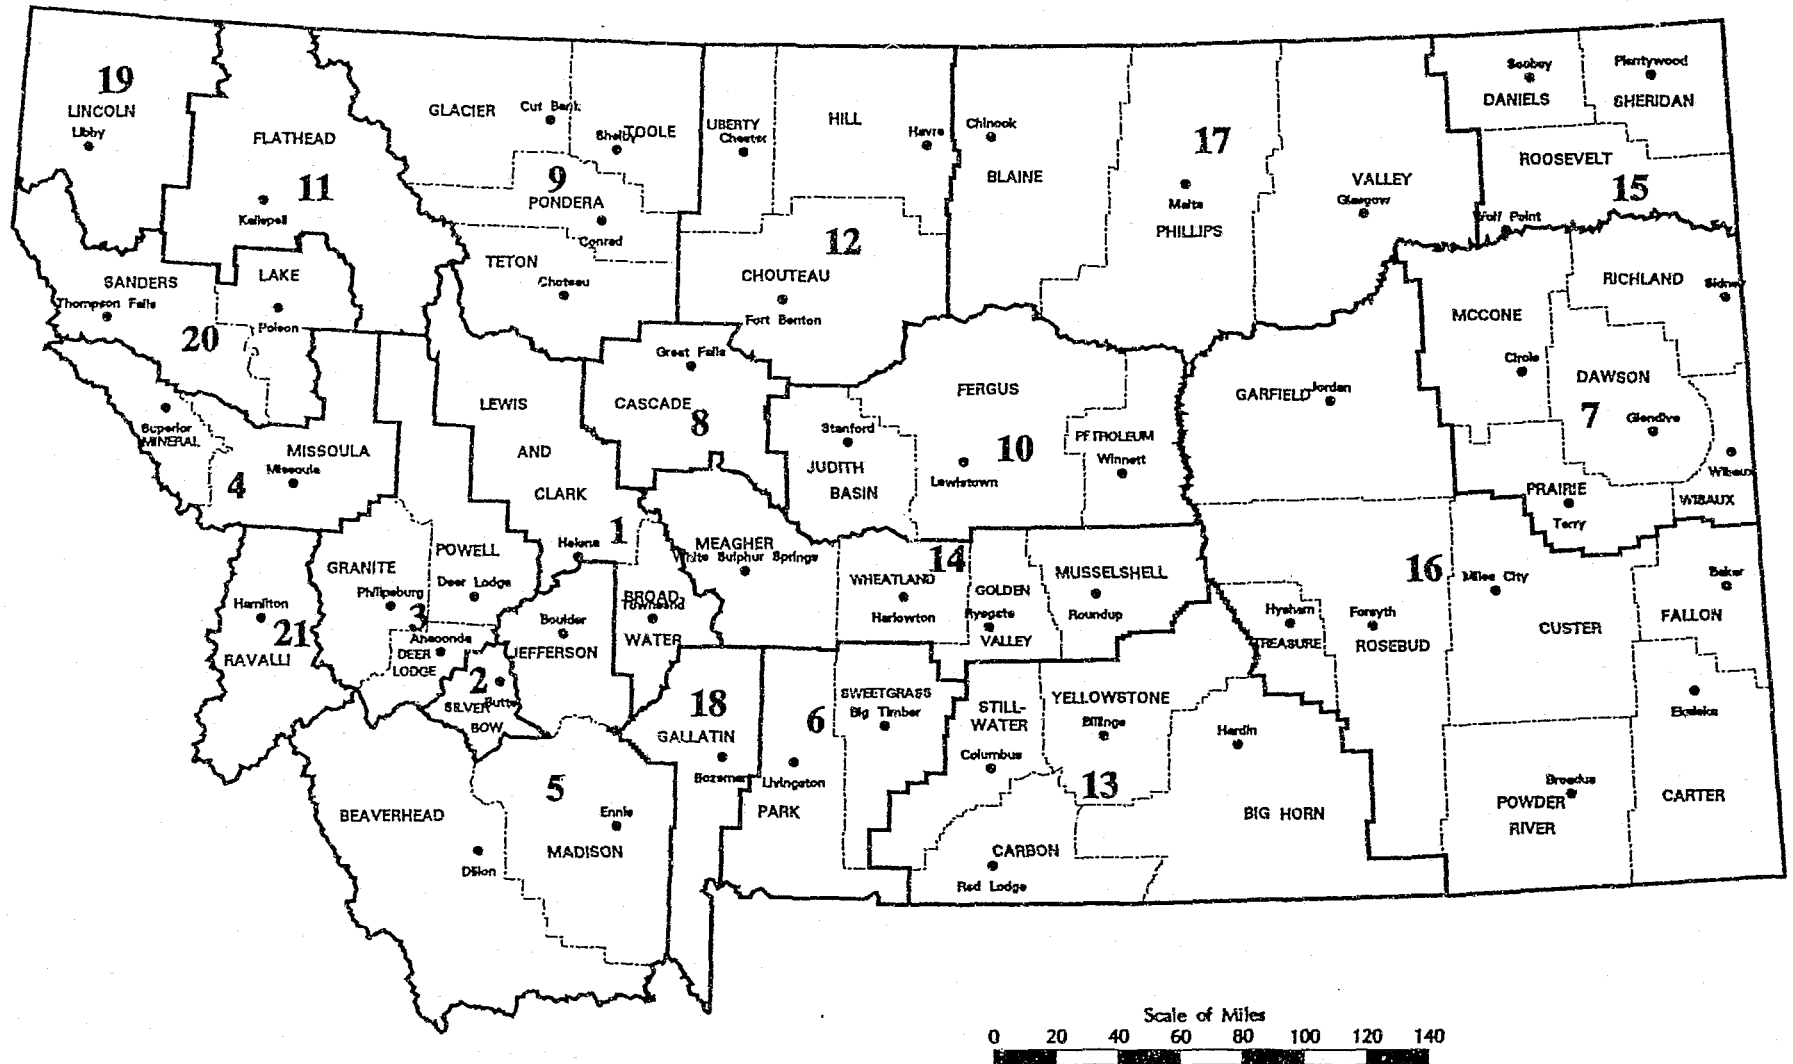 19
LINCOLN
Libby
FLATHEAD
11
Kalispell
GLACIER
Cut Bank
Shelby
TOOLE
9
PONDERA
Conrad
TETON
Choteau
LIBERTY
Chester
HILL
Havre
12
CHOUTEAU
Fort Benton
Chinook
BLAINE
17
Malta
PHILLIPS
VALLEY
Glasgow
Scobey
DANIELS
Plentywood
SHERIDAN
ROOSEVELT
15
Wolf Point
SANDERS
Thompson Falls
20
LAKE
Polson
Superior
MINERAL
4
MISSOULA
Missoula
LEWIS
AND
CLARK
1
Helena
Great Falls
CASCADE
8
Stanford
JUDITH
BASIN
FERGUS
10
Lewistown
PETROLEUM
Winnett
GARFIELD
Jordan
MCCONE
Circle
RICHLAND
Sidney
DAWSON
7
Glendive
Wibaux
WIBAUX
PRAIRIE
Terry
Hamilton
21
RAVALLI
GRANITE
Philipsburg
3
POWELL
Deer Lodge
Anaconda
DEER
LODGE
2
Butte
SILVER
BOW
Boulder
JEFFERSON
BROAD
Townsend
WATER
MEAGHER
White Sulphur Springs
WHEATLAND
14
Harlowton
GOLDEN
Ryegate
VALLEY
MUSSELSHELL
Roundup
16
Hysham
TREASURE
Forsyth
ROSEBUD
Miles City
CUSTER
Baker
FALLON
Ekalaka
CARTER
Broadus
POWDER
RIVER
BEAVERHEAD
Dillon
5
Ennis
MADISON
18
GALLATIN
Bozeman
6
Livingston
PARK
SWEETGRASS
Big Timber
STILL-
WATER
Columbus
YELLOWSTONE
Billings
13
CARBON
Red Lodge
Hardin
BIG HORN
Scale of Miles
0 20 40 60 80 100 120 140